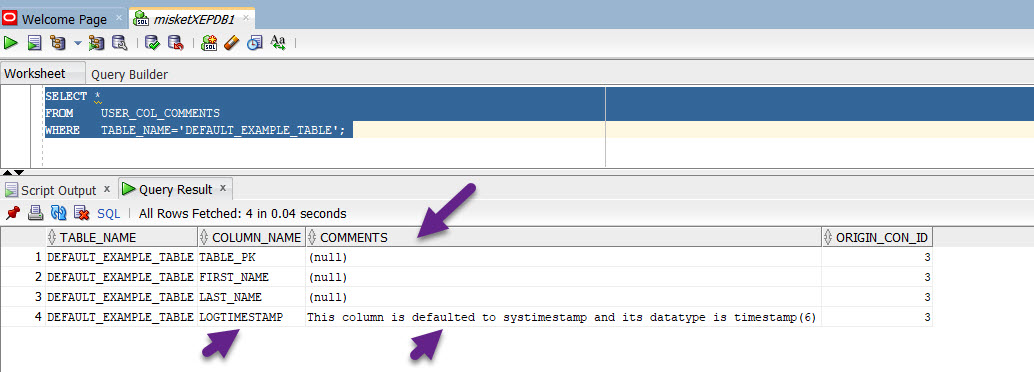 Welcome Page × misketXEPDB1 ×
Worksheet Query Builder
SELECT *
FROM USER_COL_COMMENTS
WHERE TABLE_NAME='DEFAULT_EXAMPLE_TABLE';
Script Output × Query Result ×
SQL | All Rows Fetched: 4 in 0.04 seconds
TABLE_NAME COLUMN_NAME COMMENTS ORIGIN_CON_ID
1 DEFAULT_EXAMPLE_TABLE TABLE_PK (null) 3
2 DEFAULT_EXAMPLE_TABLE FIRST_NAME (null) 3
3 DEFAULT_EXAMPLE_TABLE LAST_NAME (null) 3
4 DEFAULT_EXAMPLE_TABLE LOGTIMESTAMP This column is defaulted to systimestamp and its datatype is timestamp(6) 3